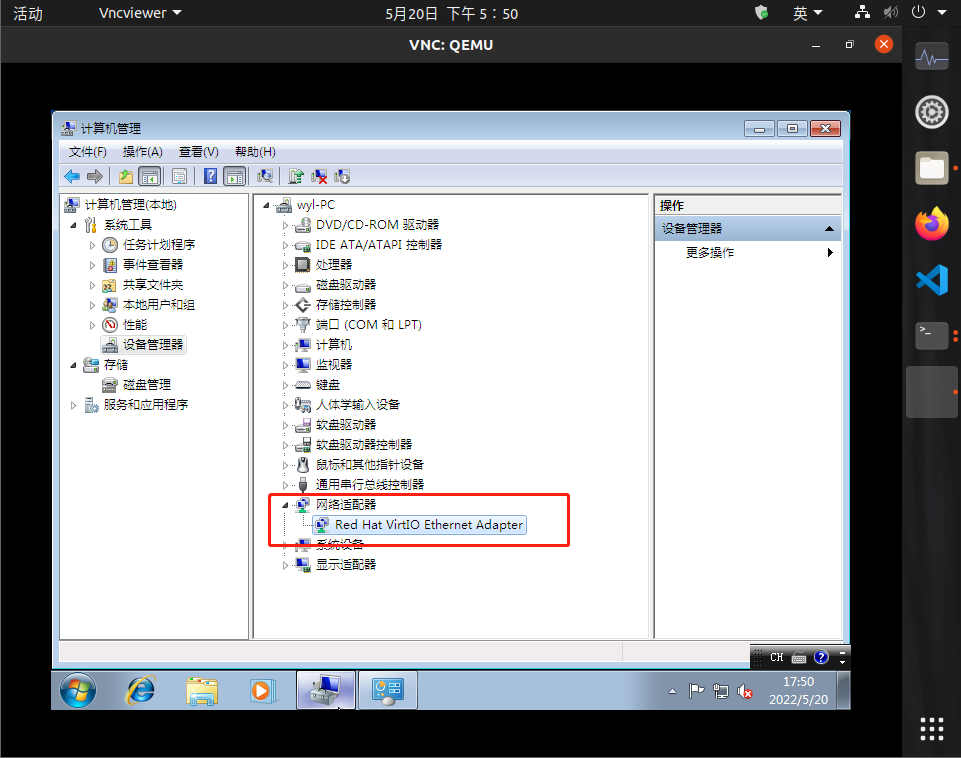 活动
Vncviewer
5月20日 下午 5：50
英
VNC: QEMU
计算机管理
文件(F) 操作(A) 查看(V) 帮助(H)
计算机管理(本地)
系统工具
任务计划程序
事件查看器
共享文件夹
本地用户和组
性能
设备管理器
存储
磁盘管理
服务和应用程序
wyl-PC
DVD/CD-ROM 驱动器
IDE ATA/ATAPI 控制器
处理器
磁盘驱动器
存储控制器
端口 (COM 和 LPT)
计算机
监视器
键盘
人体学输入设备
软盘驱动器
软盘驱动器控制器
鼠标和其他指针设备
通用串行总线控制器
网络适配器
Red Hat VirtIO Ethernet Adapter
系统设备
显示适配器
操作
设备管理器
更多操作
CH
17:50
2022/5/20